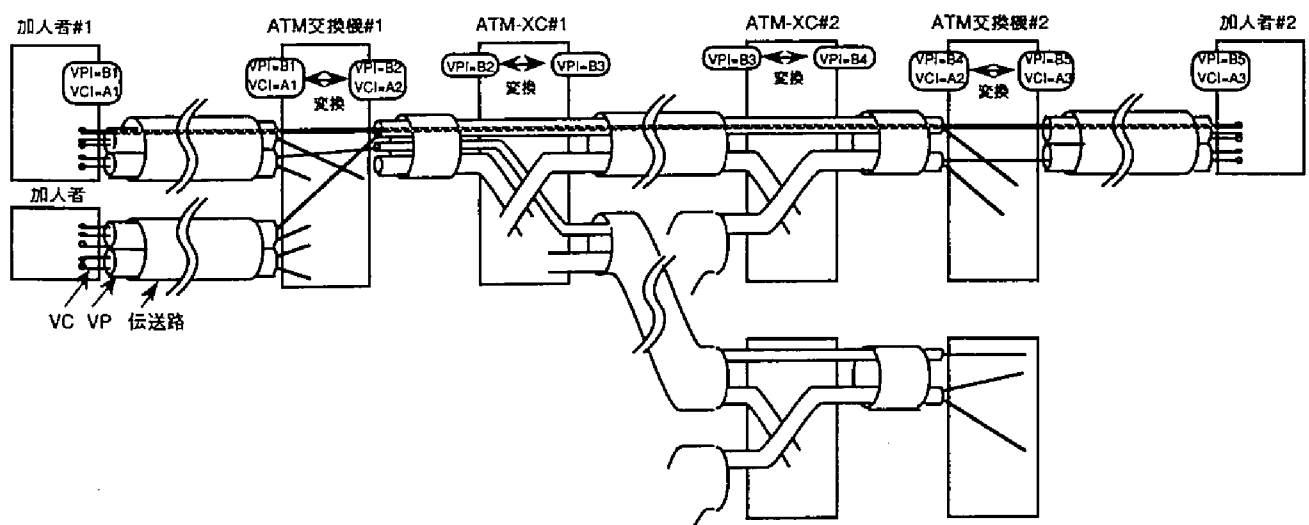 加入者#1
ATM交換機#1
ATM-XC#1
ATM-XC#2
ATM交換機#2
加入者#2
VPI=B1
VCI=A1
VPI=B1
VCI=A1
変換
VPI=B2
VCI=A2
VPI=B2
変換
VPI=B3
VPI=B3
変換
VPI=B4
VPI=B4
VCI=A2
変換
VPI=B5
VCI=A3
VPI=B5
VCI=A3
加入者
VC VP 伝送路